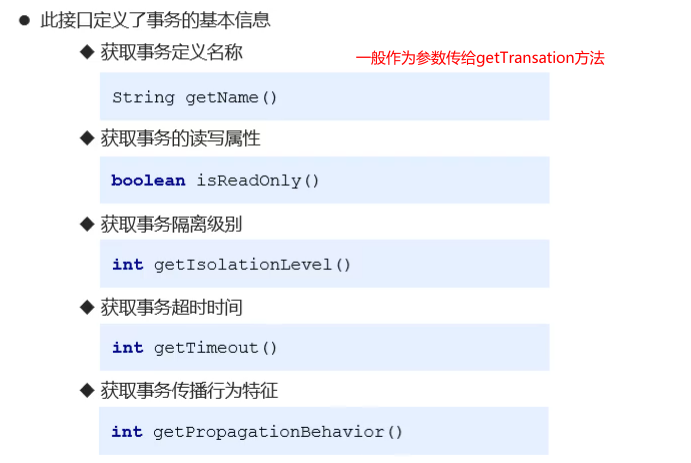 ● 此接口定义了事务的基本信息
◆ 获取事务定义名称
一般作为参数传给getTransation方法
String getName()
◆ 获取事务的读写属性
boolean isReadOnly()
◆ 获取事务隔离级别
int getIsolationLevel()
◆ 获取事务超时时间
int getTimeout()
◆ 获取事务传播行为特征
int getPropagationBehavior()